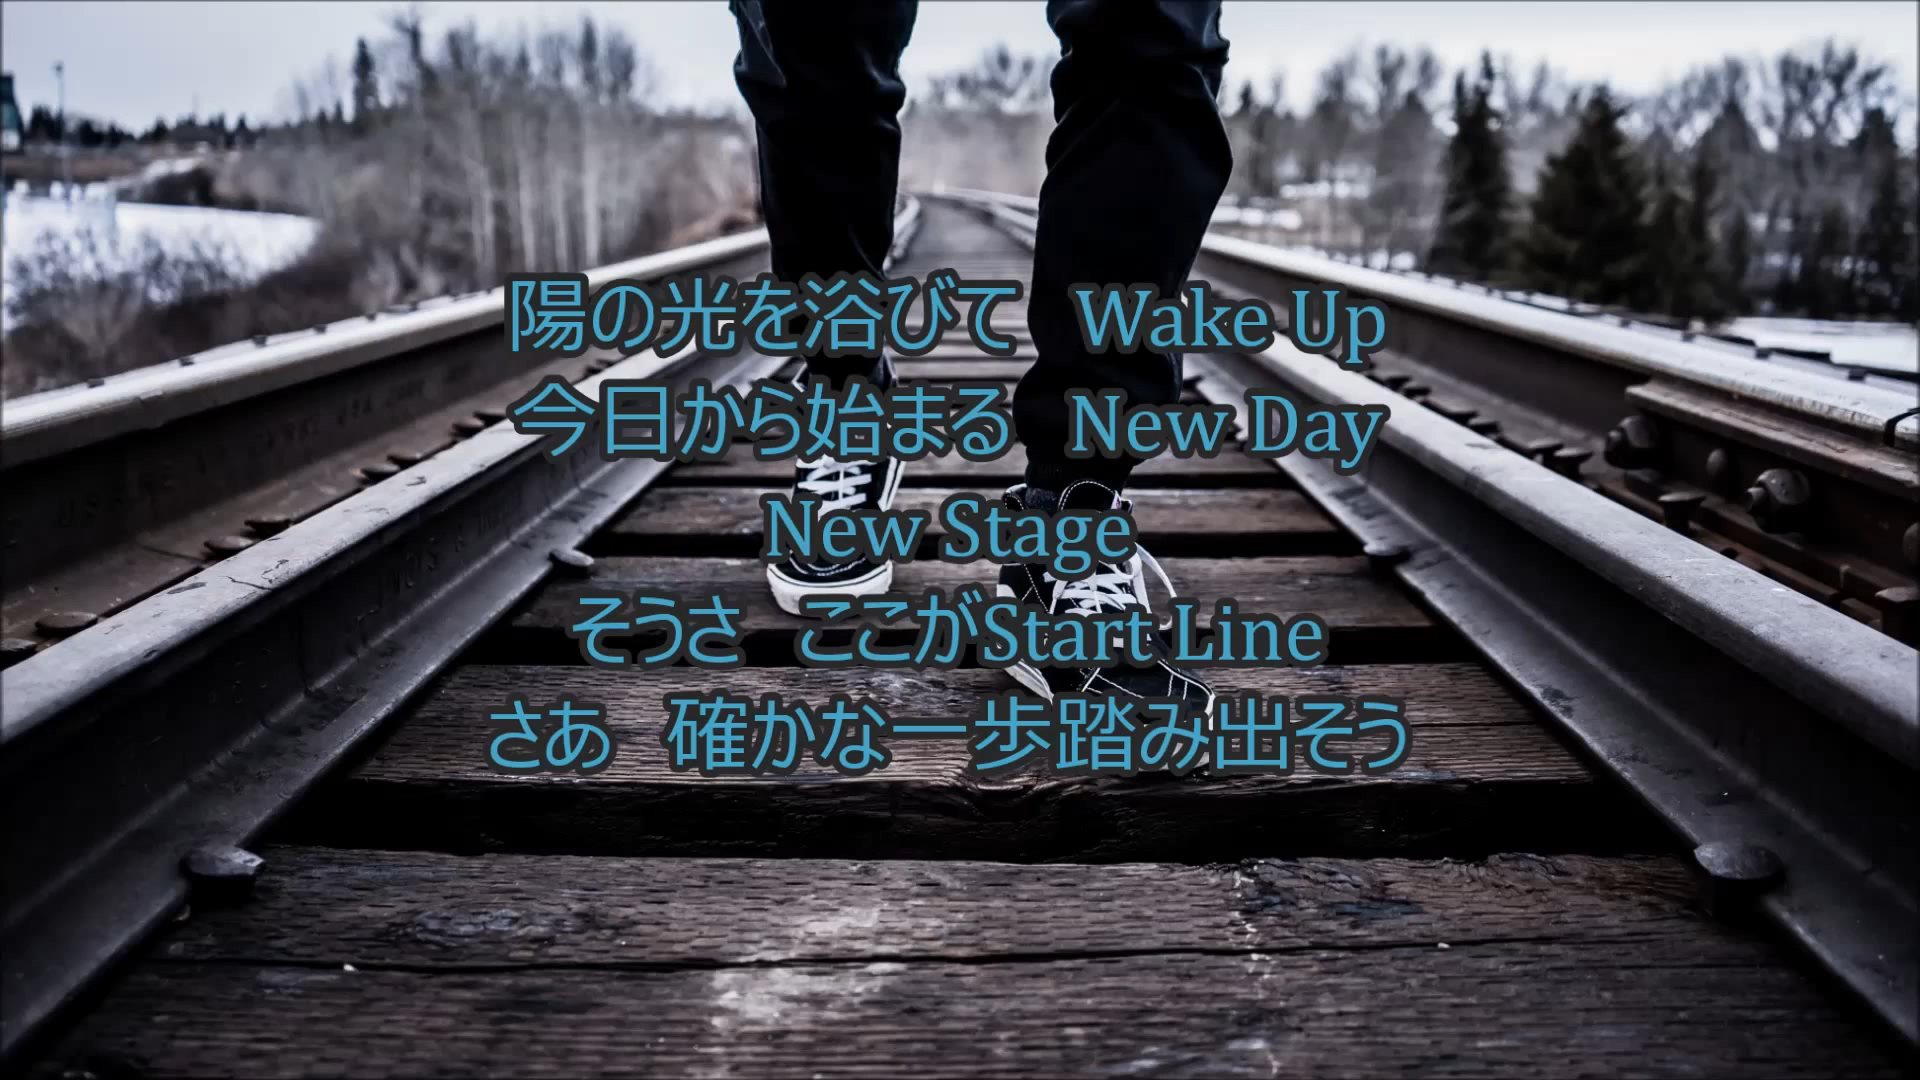 陽の光を浴びて　Wake Up
今日から始まる　New Day
New Stage
そうさ　ここがStart Line
さあ　確かな一歩踏み出そう